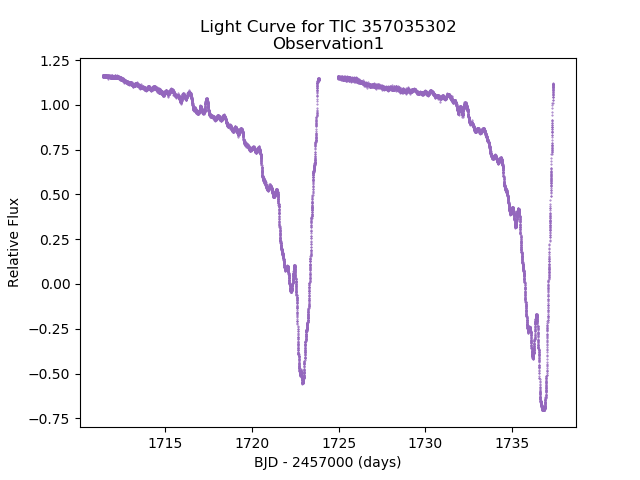 Light Curve for TIC 357035302
Observation1
1.25
1.00
0.75
0.50
0.25
0.00
−0.25
−0.50
−0.75
Relative Flux
1715 1720 1725 1730 1735
BJD - 2457000 (days)